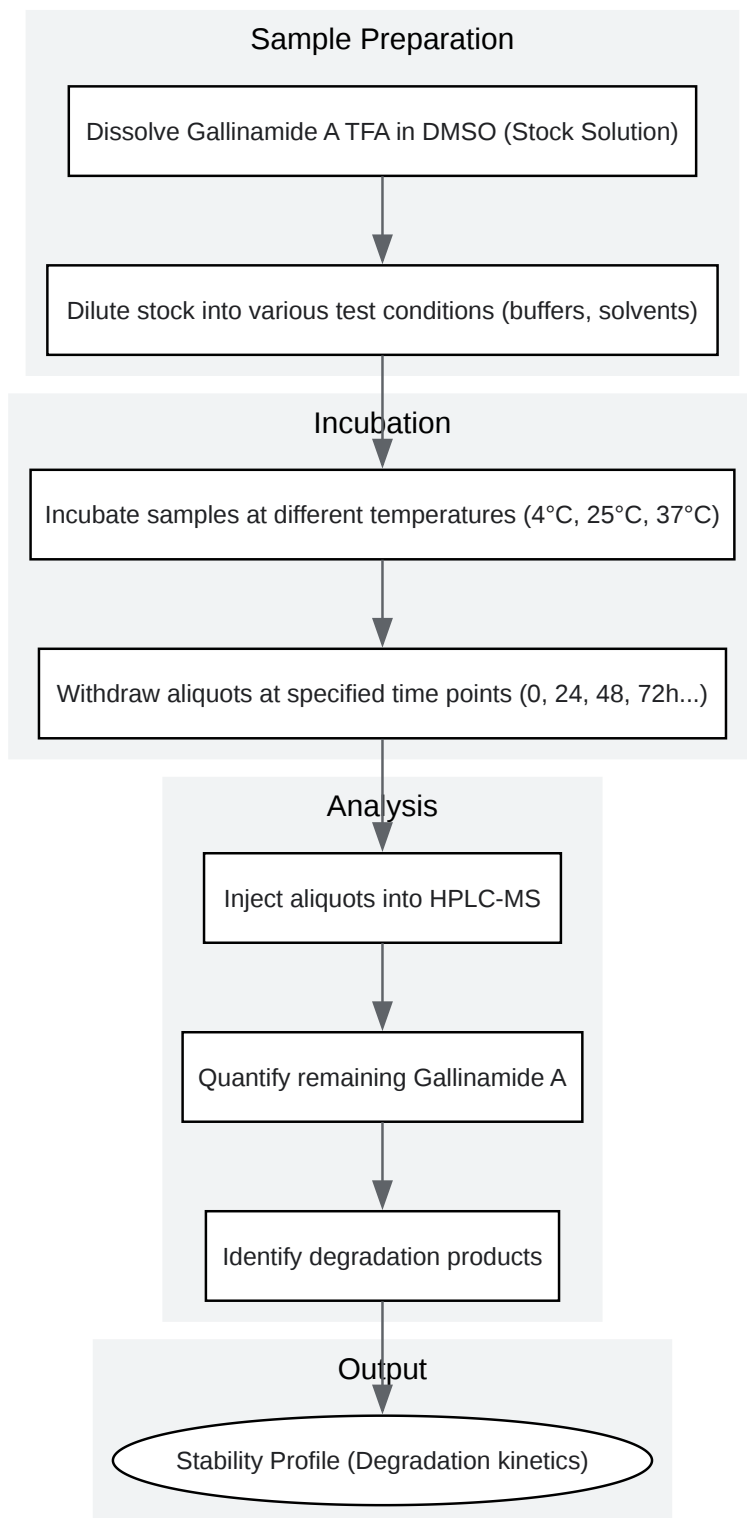 Sample Preparation
Dissolve Gallinamide A TFA in DMSO (Stock Solution)
Dilute stock into various test conditions (buffers, solvents)
Incubation
Incubate samples at different temperatures (4°C, 25°C, 37°C)
Withdraw aliquots at specified time points (0, 24, 48, 72h...)
Analysis
Inject aliquots into HPLC-MS
Quantify remaining Gallinamide A
Identify degradation products
Output
Stability Profile (Degradation kinetics)